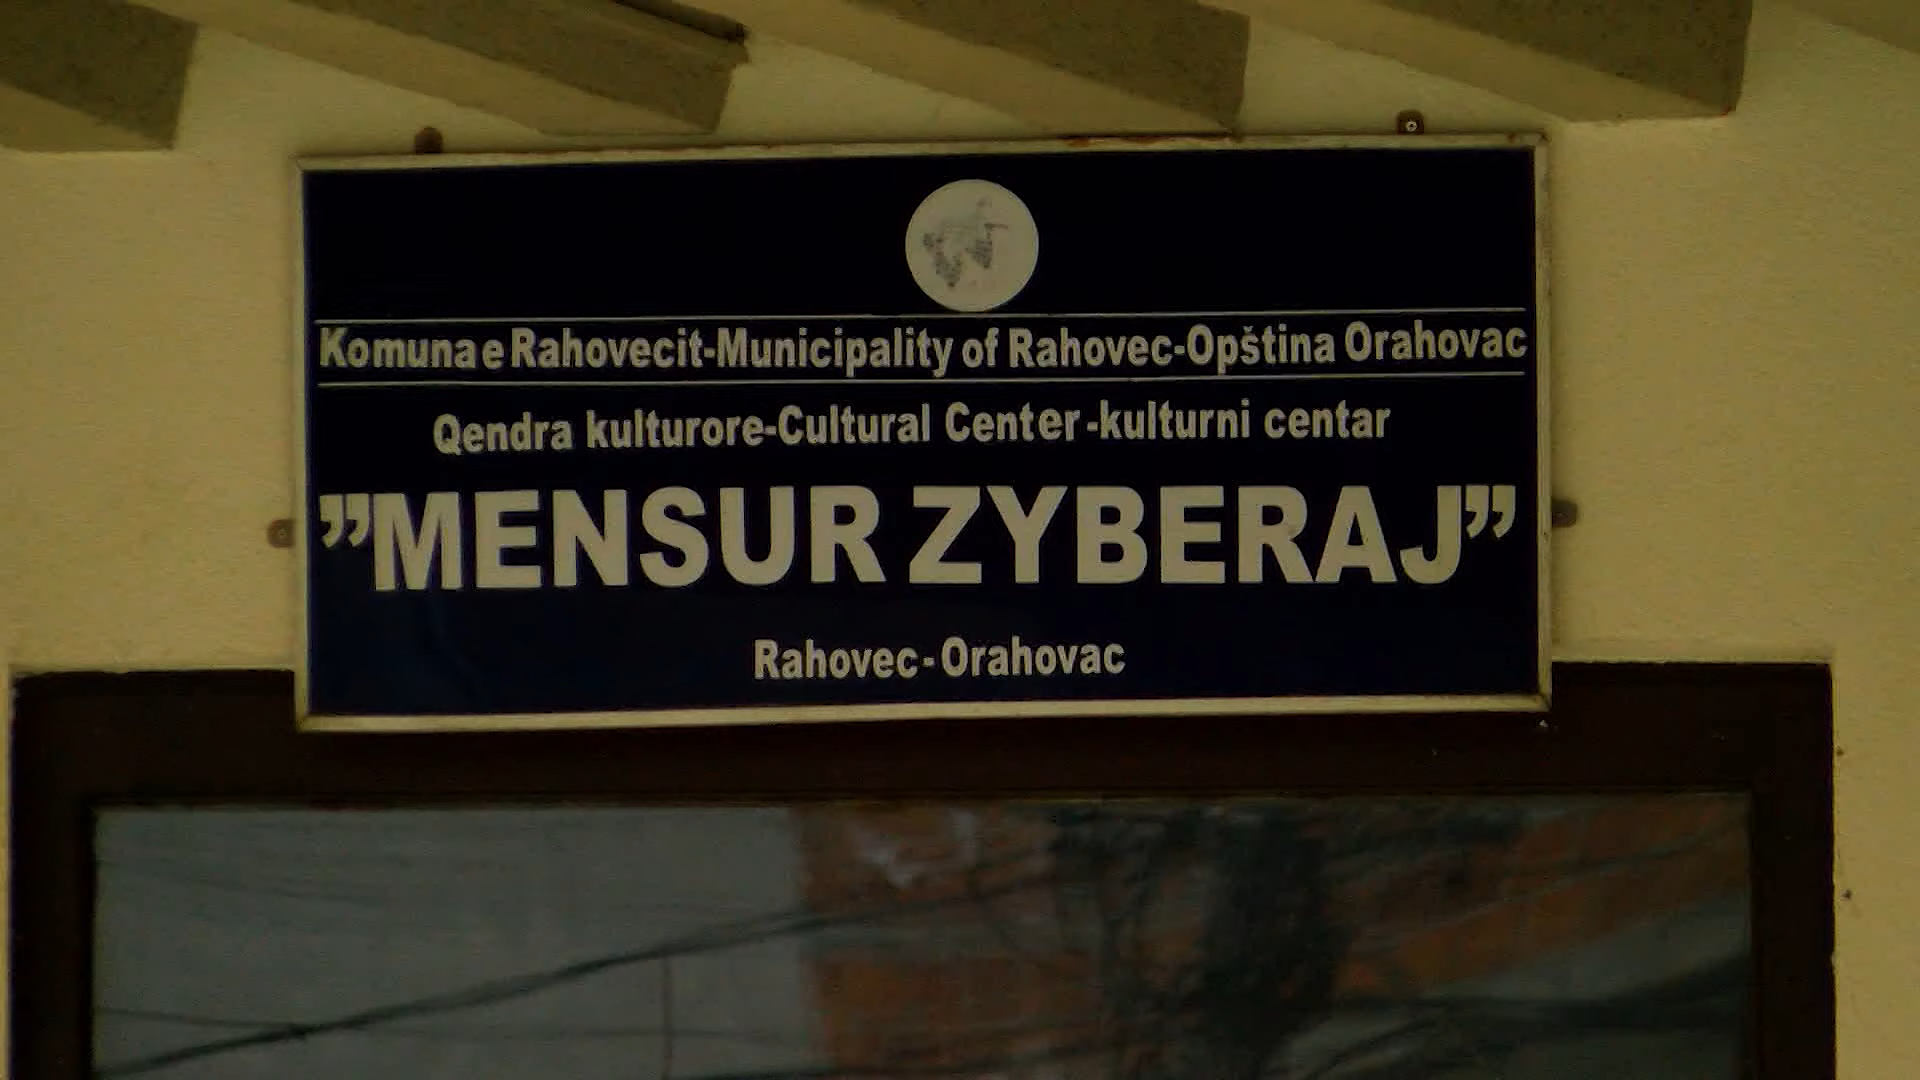 Komuna e Rahovecit-Municipality of Rahovec-Opština Orahovac
Qendra kulturore-Cultural Center-kulturni centar
”MENSUR ZYBERAJ”
Rahovec-Orahovac